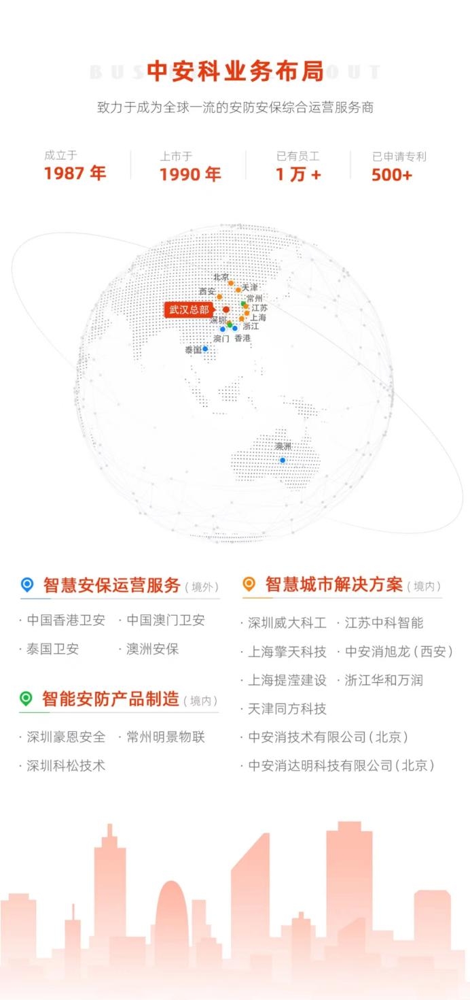 中安科业务布局
致力于成为全球一流的安防安保综合运营服务商
成立于
1987 年
上市于
1990 年
已有员工
1 万 +
已申请专利
500+
北京
天津
西安
常州
武汉总部
江苏
深圳
上海
浙江
澳门
香港
泰国
澳洲
智慧安保运营服务（境外）
· 中国香港卫安 · 中国澳门卫安
· 泰国卫安 · 澳洲安保
智能安防产品制造（境内）
· 深圳豪恩安全 · 常州明景物联
· 深圳科松技术
智慧城市解决方案（境内）
· 深圳威大科工 · 江苏中科智能
· 上海擎天科技 · 中安消旭龙（西安）
· 上海提滢建设 · 浙江华和万润
· 天津同方科技
· 中安消技术有限公司（北京）
· 中安消达明科技有限公司（北京）